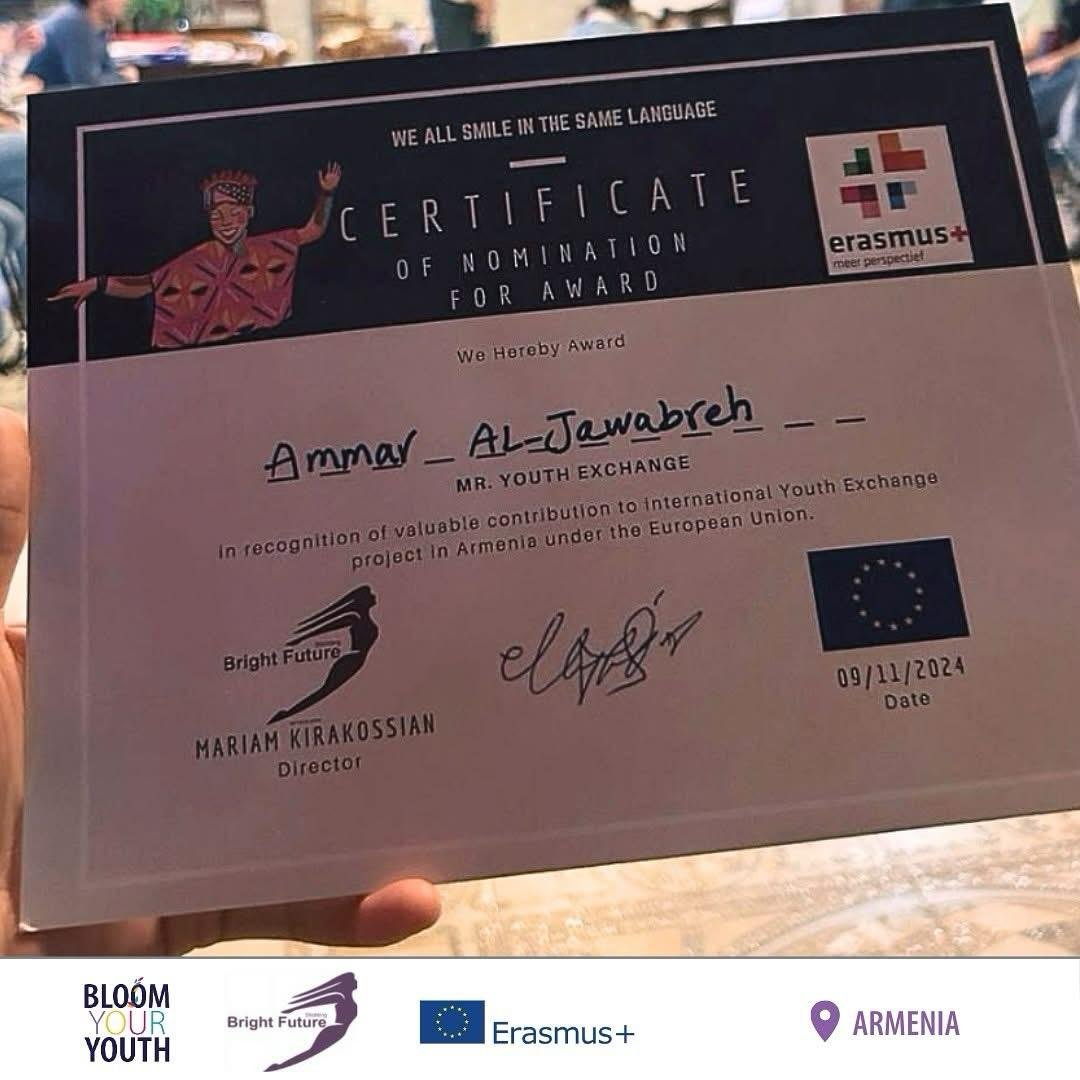 WE ALL SMILE IN THE SAME LANGUAGE
CERTIFICATE
OF NOMINATION
FOR AWARD
erasmus+
meer perspectief
We Hereby Award
Ammar AL-Jawabreh
MR. YOUTH EXCHANGE
in recognition of valuable contribution to international Youth Exchange
project in Armenia under the European Union.
Stichting
Bright Future
MARIAM KIRAKOSSIAN
Director
09/11/2024
Date
BLOOM
YOUR
YOUTH
Stichting
Bright Future
Erasmus+
ARMENIA